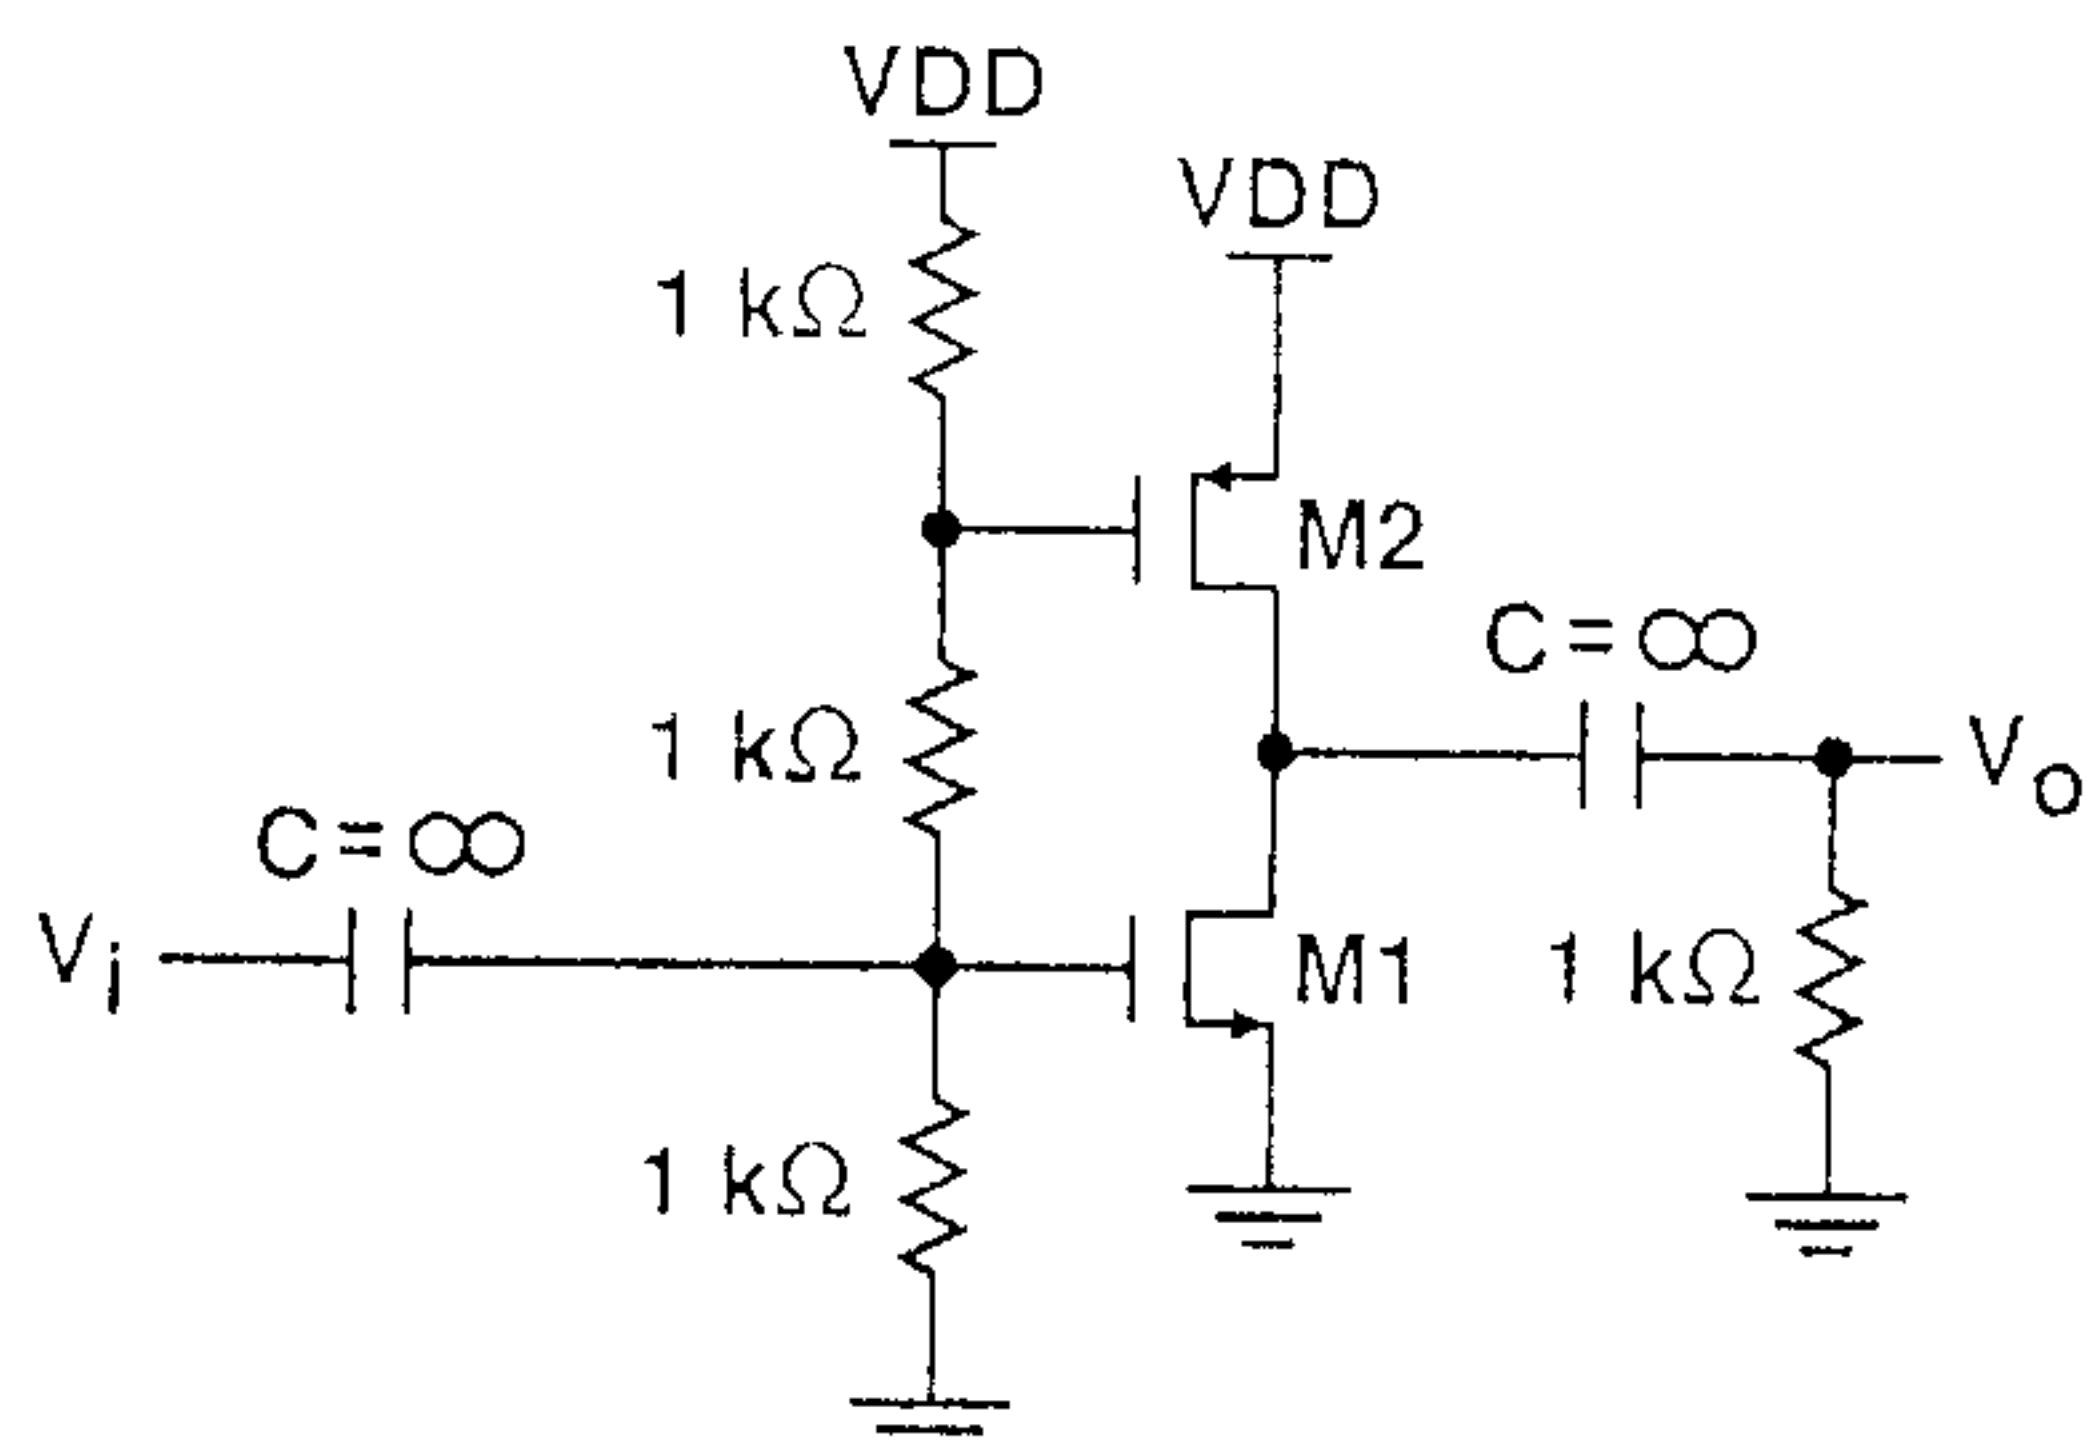 VDD
VDD
1 kΩ
M2
C = ∞
1 kΩ
Vo
C = ∞
Vi
M1
1 kΩ
1 kΩ